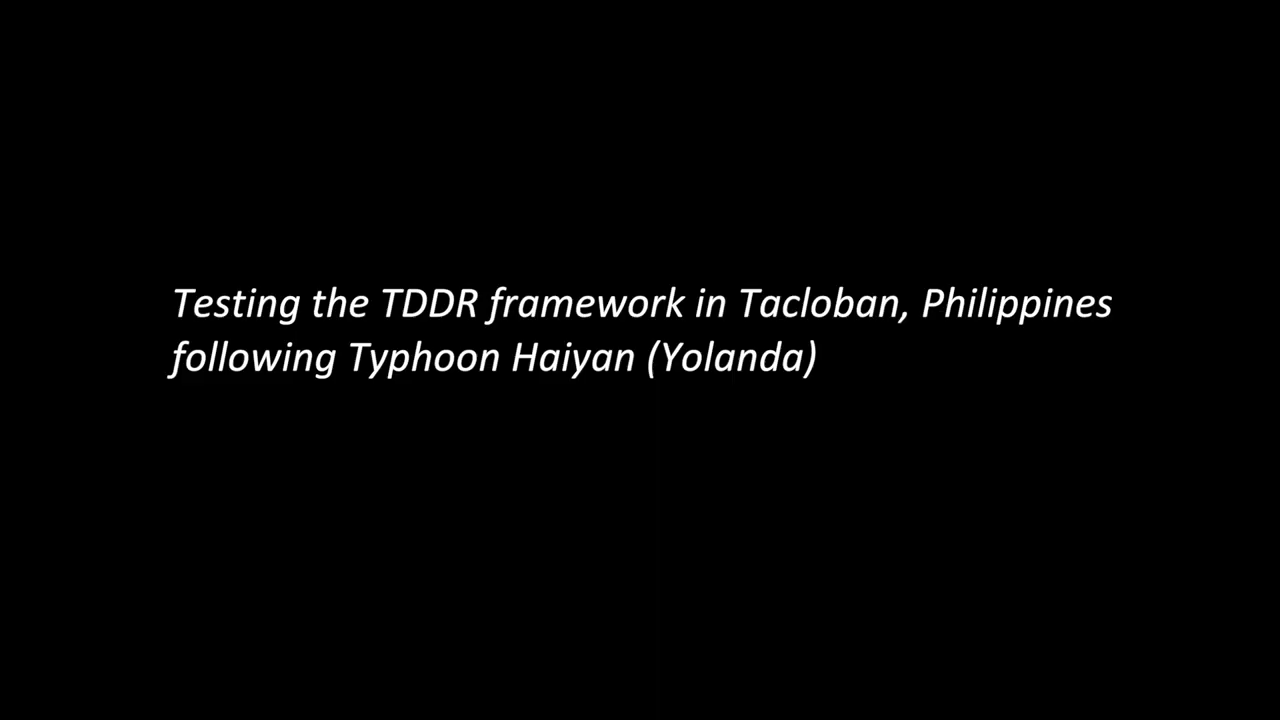 Testing the TDDR framework in Tacloban, Philippines
following Typhoon Haiyan (Yolanda)